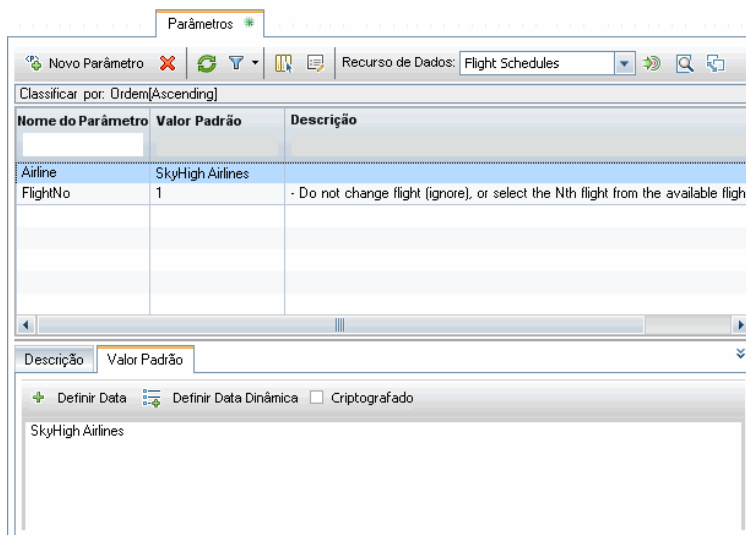 Parâmetros
Novo Parâmetro Recurso de Dados: Flight Schedules
Classificar por: Ordem[Ascending]
Nome do Parâmetro Valor Padrão Descrição
Airline SkyHigh Airlines
FlightNo 1 - Do not change flight (ignore), or select the Nth flight from the available fligh
Descrição Valor Padrão
Definir Data Definir Data Dinâmica Criptografado
SkyHigh Airlines